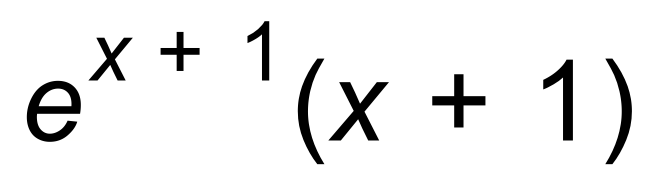 e^{x + 1}(x + 1)